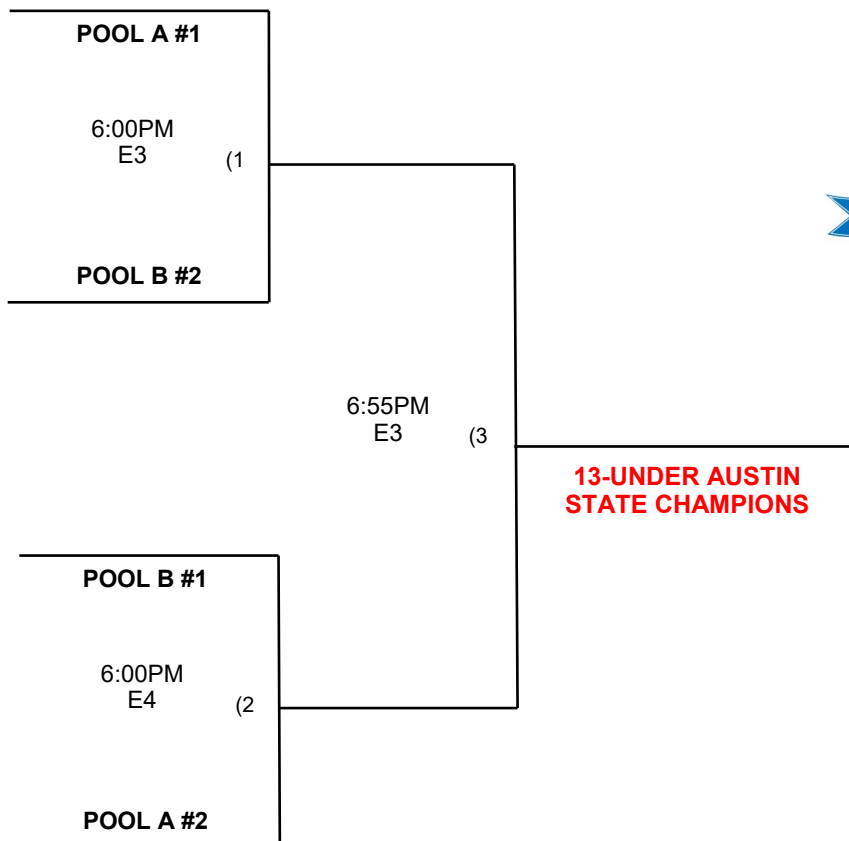 POOL A #1
6:00PM
E3
(1
POOL B #2
6:55PM
E3
(3
13-UNDER AUSTIN
STATE CHAMPIONS
POOL B #1
6:00PM
E4
(2
POOL A #2